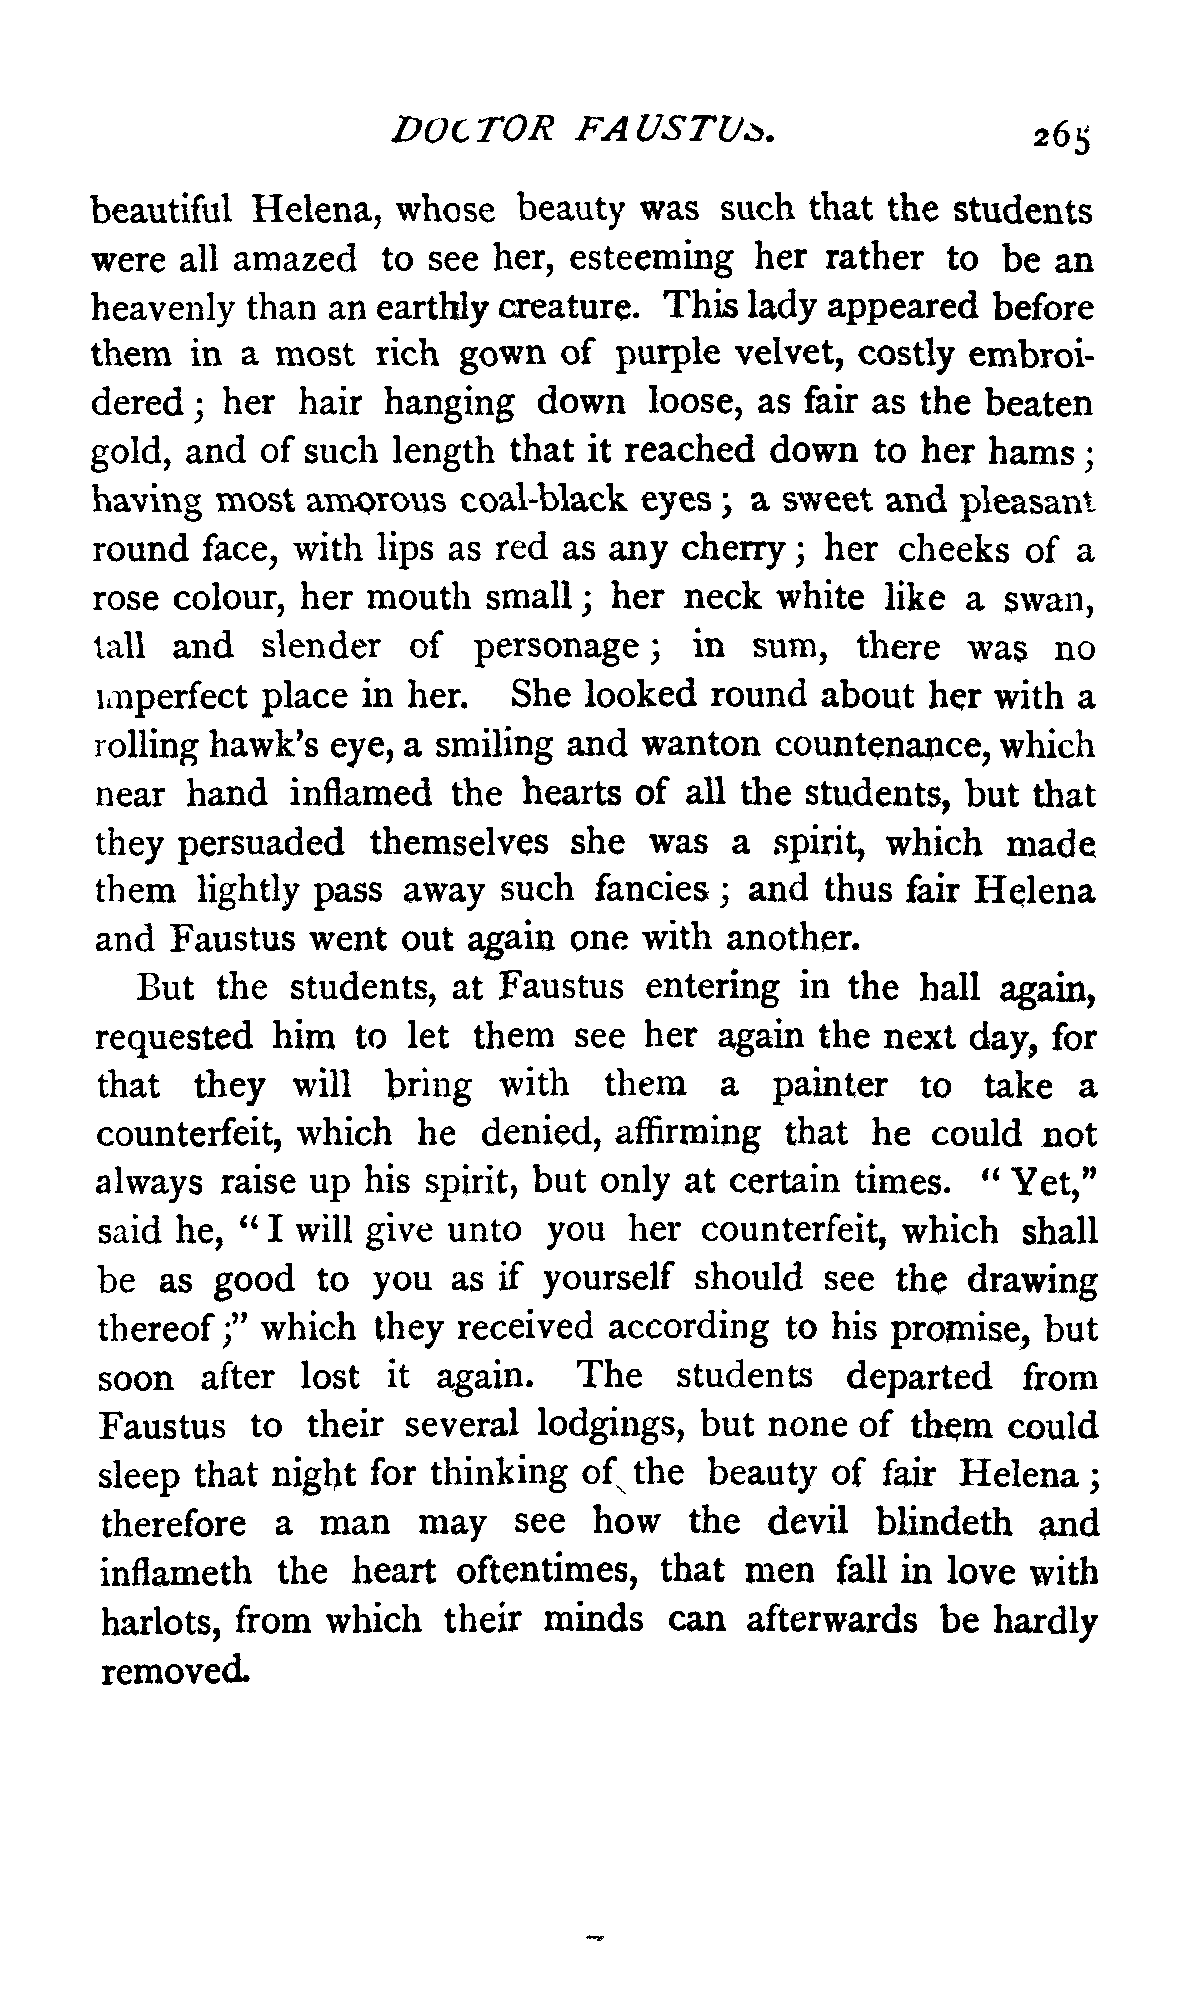 DOCTOR FAUSTUS. 265
beautiful Helena, whose beauty was such that the students
were all amazed to see her, esteeming her rather to be an
heavenly than an earthly creature. This lady appeared before
them in a most rich gown of purple velvet, costly embroi-
dered ; her hair hanging down loose, as fair as the beaten
gold, and of such length that it reached down to her hams ;
having most amorous coal-black eyes ; a sweet and pleasant
round face, with lips as red as any cherry ; her cheeks of a
rose colour, her mouth small ; her neck white like a swan,
tall and slender of personage ; in sum, there was no
imperfect place in her. She looked round about her with a
rolling hawk's eye, a smiling and wanton countenance, which
near hand inflamed the hearts of all the students, but that
they persuaded themselves she was a spirit, which made
them lightly pass away such fancies ; and thus fair Helena
and Faustus went out again one with another.
But the students, at Faustus entering in the hall again,
requested him to let them see her again the next day, for
that they will bring with them a painter to take a
counterfeit, which he denied, affirming that he could not
always raise up his spirit, but only at certain times. “ Yet,”
said he, “ I will give unto you her counterfeit, which shall
be as good to you as if yourself should see the drawing
thereof ;” which they received according to his promise, but
soon after lost it again. The students departed from
Faustus to their several lodgings, but none of them could
sleep that night for thinking of the beauty of fair Helena ;
therefore a man may see how the devil blindeth and
inflameth the heart oftentimes, that men fall in love with
harlots, from which their minds can afterwards be hardly
removed.